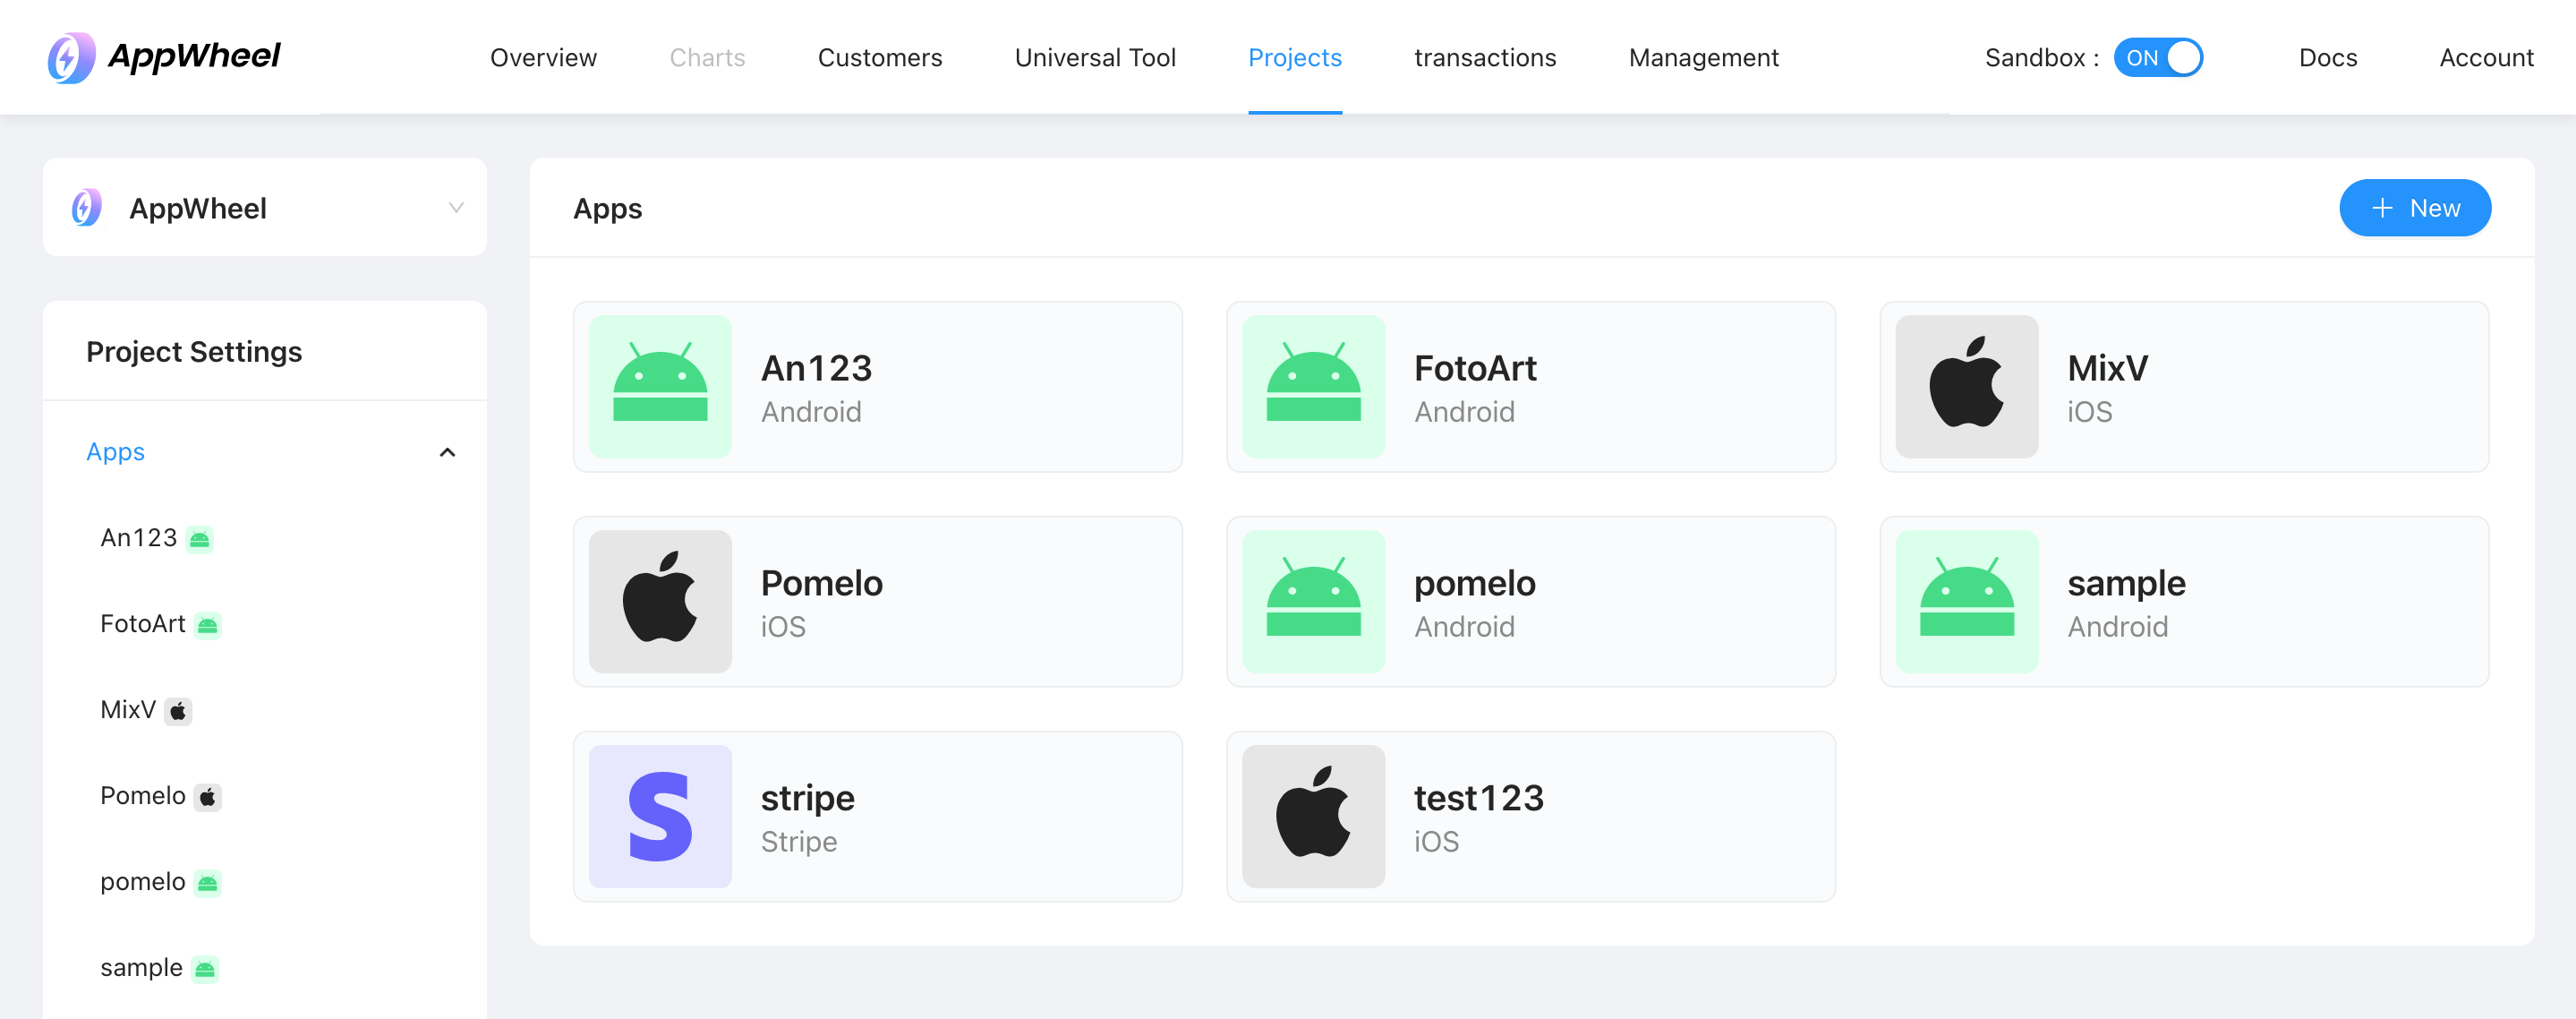 AppWheel
Overview Charts Customers Universal Tool Projects transactions Management Sandbox : ON Docs Account
AppWheel
Project Settings
Apps
An123
FotoArt
MixV
Pomelo
pomelo
sample
Apps
New
An123
Android
FotoArt
Android
MixV
iOS
Pomelo
iOS
pomelo
Android
sample
Android
stripe
Stripe
test123
iOS